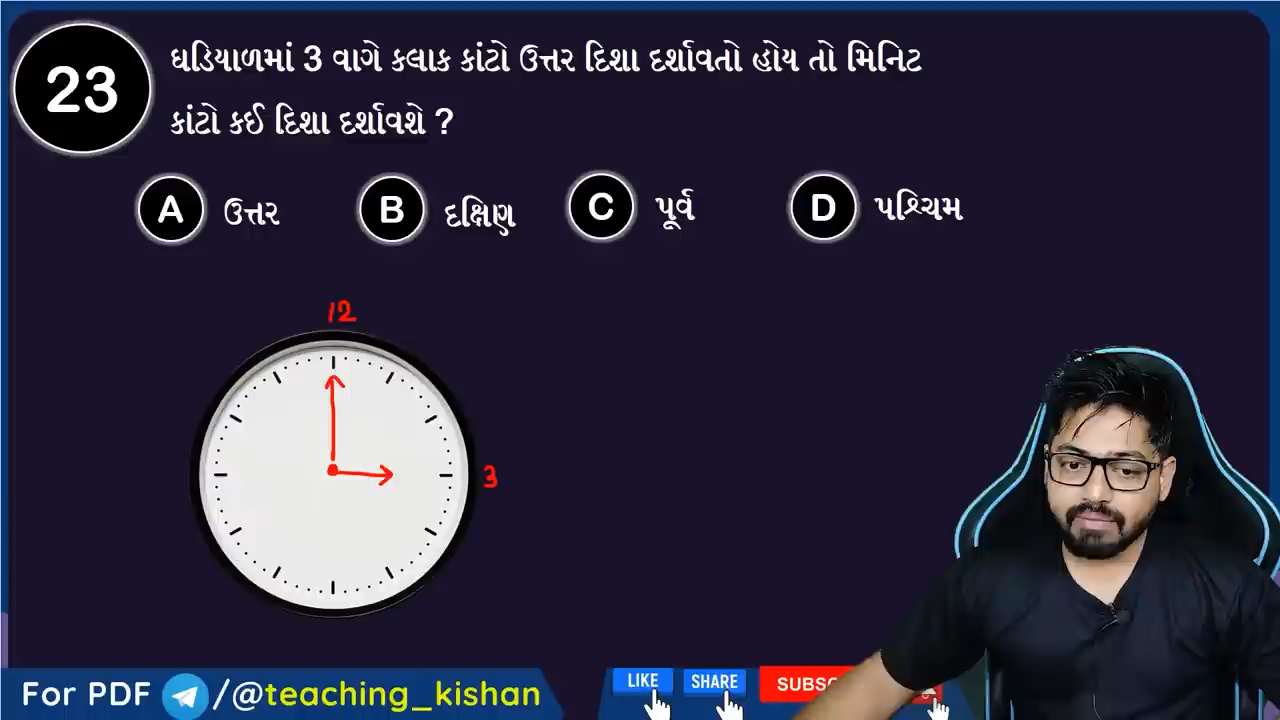 23
ઘડિયાળમાં 3 વાગે કલાક કાંટો ઉત્તર દિશા દર્શાવતો હોય તો મિનિટ
કાંટો કઈ દિશા દર્શાવશે ?
A ઉત્તર B દક્ષિણ C પૂર્વ D પશ્ચિમ
12
3
For PDF /@teaching_kishan
LIKE SHARE